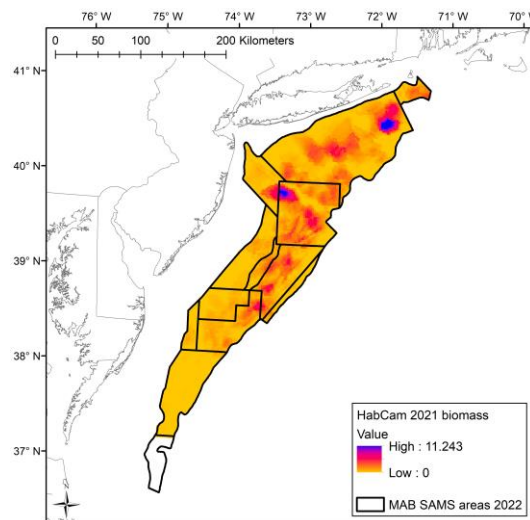 76° W 75° W 74° W 73° W 72° W 71° W
0 50 100 200 Kilometers
41° N
40° N
39° N
38° N
37° N
HabCam 2021 biomass
Value
High : 11.243
Low : 0
MAB SAMS areas 2022